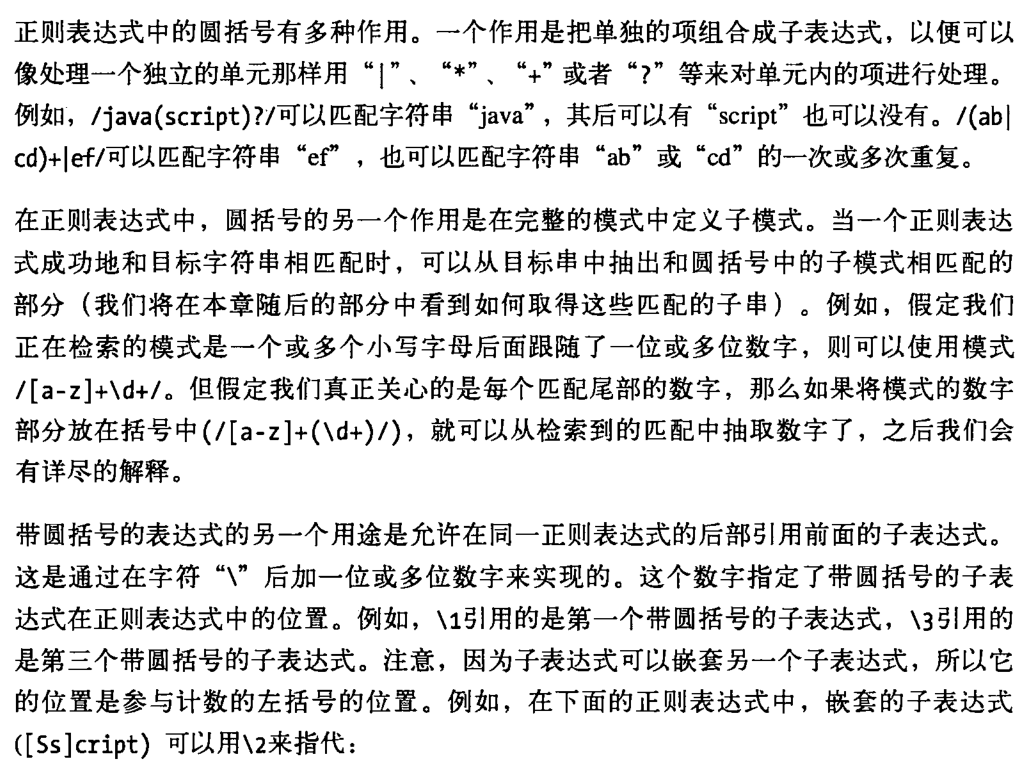 正则表达式中的圆括号有多种作用。一个作用是把单独的项组合成子表达式，以便可以
像处理一个独立的单元那样用“|”、“*”、“+”或者“?”等来对单元内的项进行处理。
例如，/java(script)?/可以匹配字符串“java”，其后可以有“script”也可以没有。/(ab|
cd)+|ef/可以匹配字符串“ef”，也可以匹配字符串“ab”或“cd”的一次或多次重复。
在正则表达式中，圆括号的另一个作用是在完整的模式中定义子模式。当一个正则表达
式成功地和目标字符串相匹配时，可以从目标串中抽出和圆括号中的子模式相匹配的
部分（我们将在本章随后的部分中看到如何取得这些匹配的子串）。例如，假定我们
正在检索的模式是一个或多个小写字母后面跟随了一位或多位数字，则可以使用模式
/[a-z]+\d+/。但假定我们真正关心的是每个匹配尾部的数字，那么如果将模式的数字
部分放在括号中(/[a-z]+(\d+)/)，就可以从检索到的匹配中抽取数字了，之后我们会
有详尽的解释。
带圆括号的表达式的另一个用途是允许在同一正则表达式的后部引用前面的子表达式。
这是通过在字符“\”后加一位或多位数字来实现的。这个数字指定了带圆括号的子表
达式在正则表达式中的位置。例如，\1引用的是第一个带圆括号的子表达式，\3引用的
是第三个带圆括号的子表达式。注意，因为子表达式可以嵌套另一个子表达式，所以它
的位置是参与计数的左括号的位置。例如，在下面的正则表达式中，嵌套的子表达式
([Ss]cript) 可以用\2来指代：